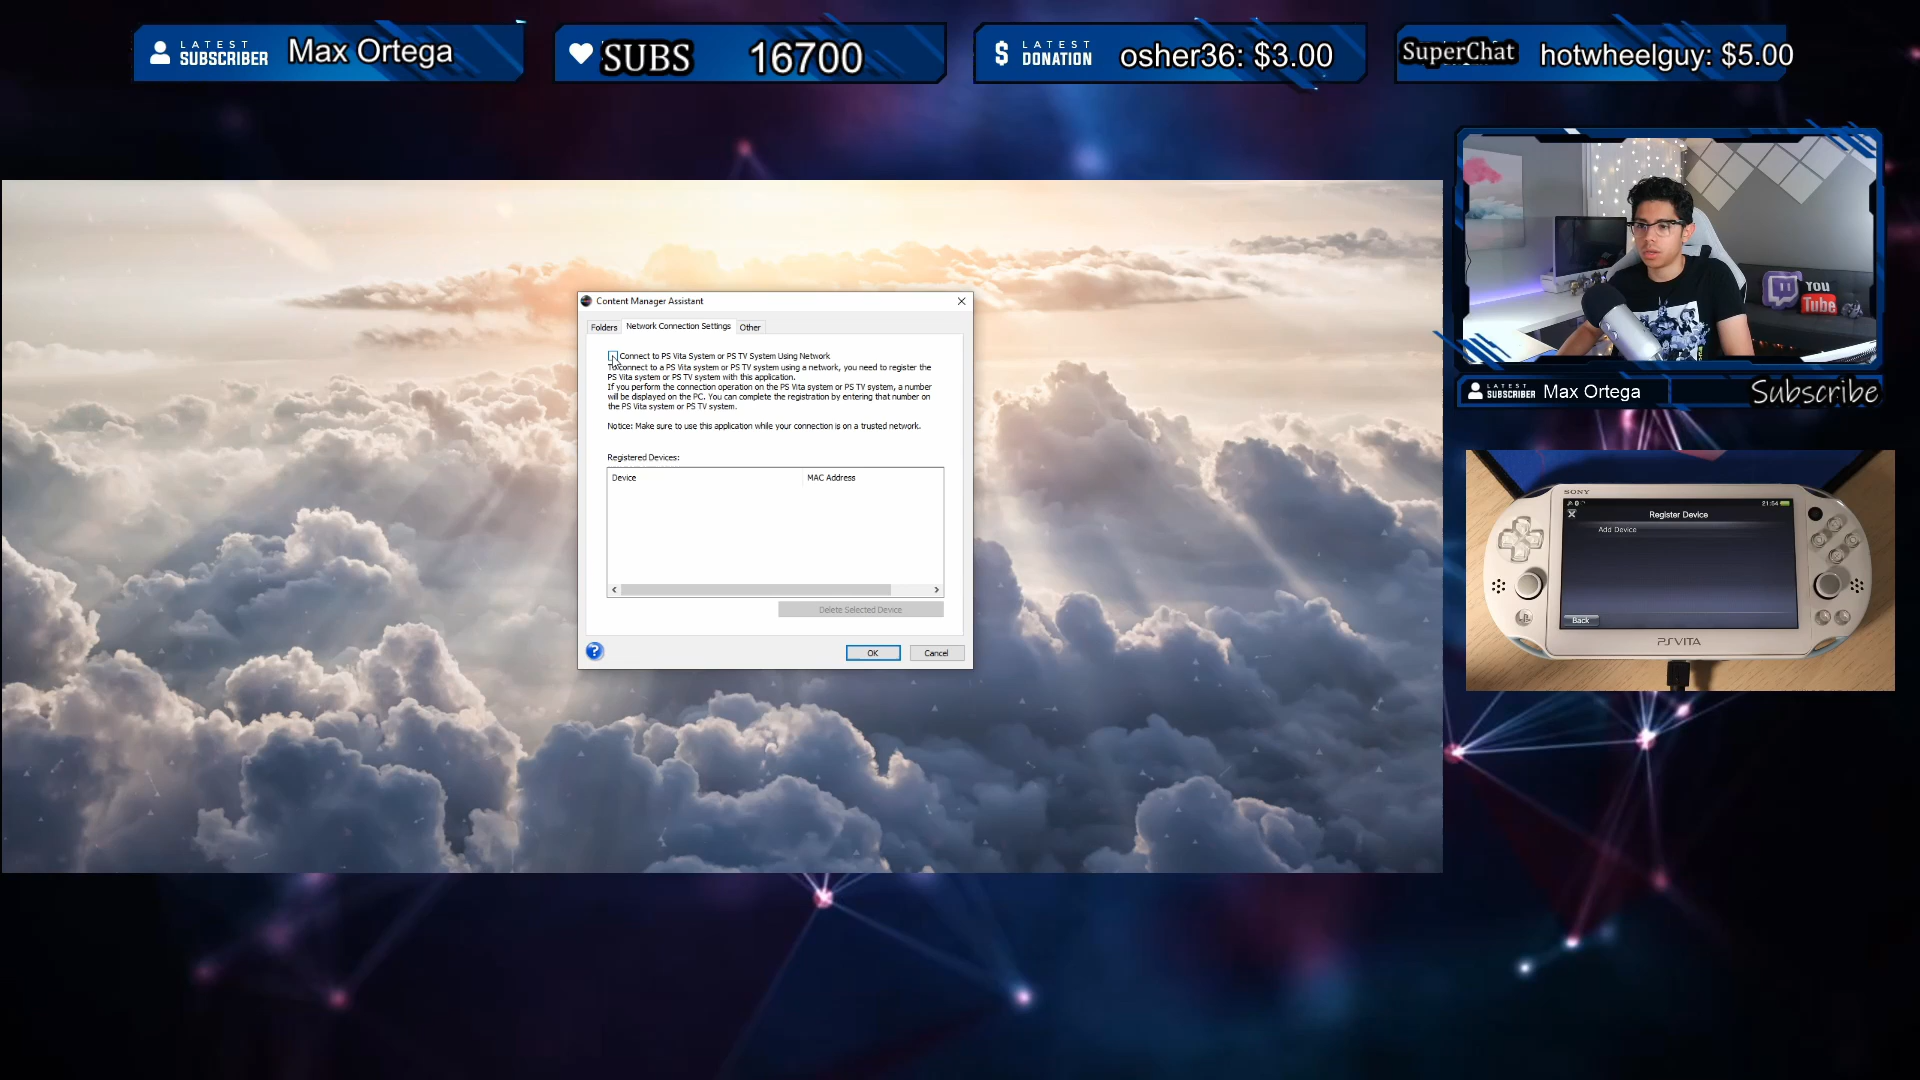 LATEST
SUBSCRIBER
Max Ortega
SUBS 16700
LATEST
DONATION
osher36: $3.00
SuperChat
hotwheelguy: $5.00
Content Manager Assistant
Folders
Network Connection Settings
Other
Connect to PS Vita System or PS TV System Using Network
To connect to a PS Vita system or PS TV system using a network, you need to register the
PS Vita system or PS TV system with this application.
If you perform the connection operation on the PS Vita system or PS TV system, a number
will be displayed on the PC. You can complete the registration by entering that number on
the PS Vita system or PS TV system.
Notice: Make sure to use this application while your connection is on a trusted network.
Registered Devices:
Device
MAC Address
Delete Selected Device
OK
Cancel
You
Tube
LATEST
SUBSCRIBER
Max Ortega
Subscribe
SONY
21:54
Register Device
Add Device
Back
PSVITA